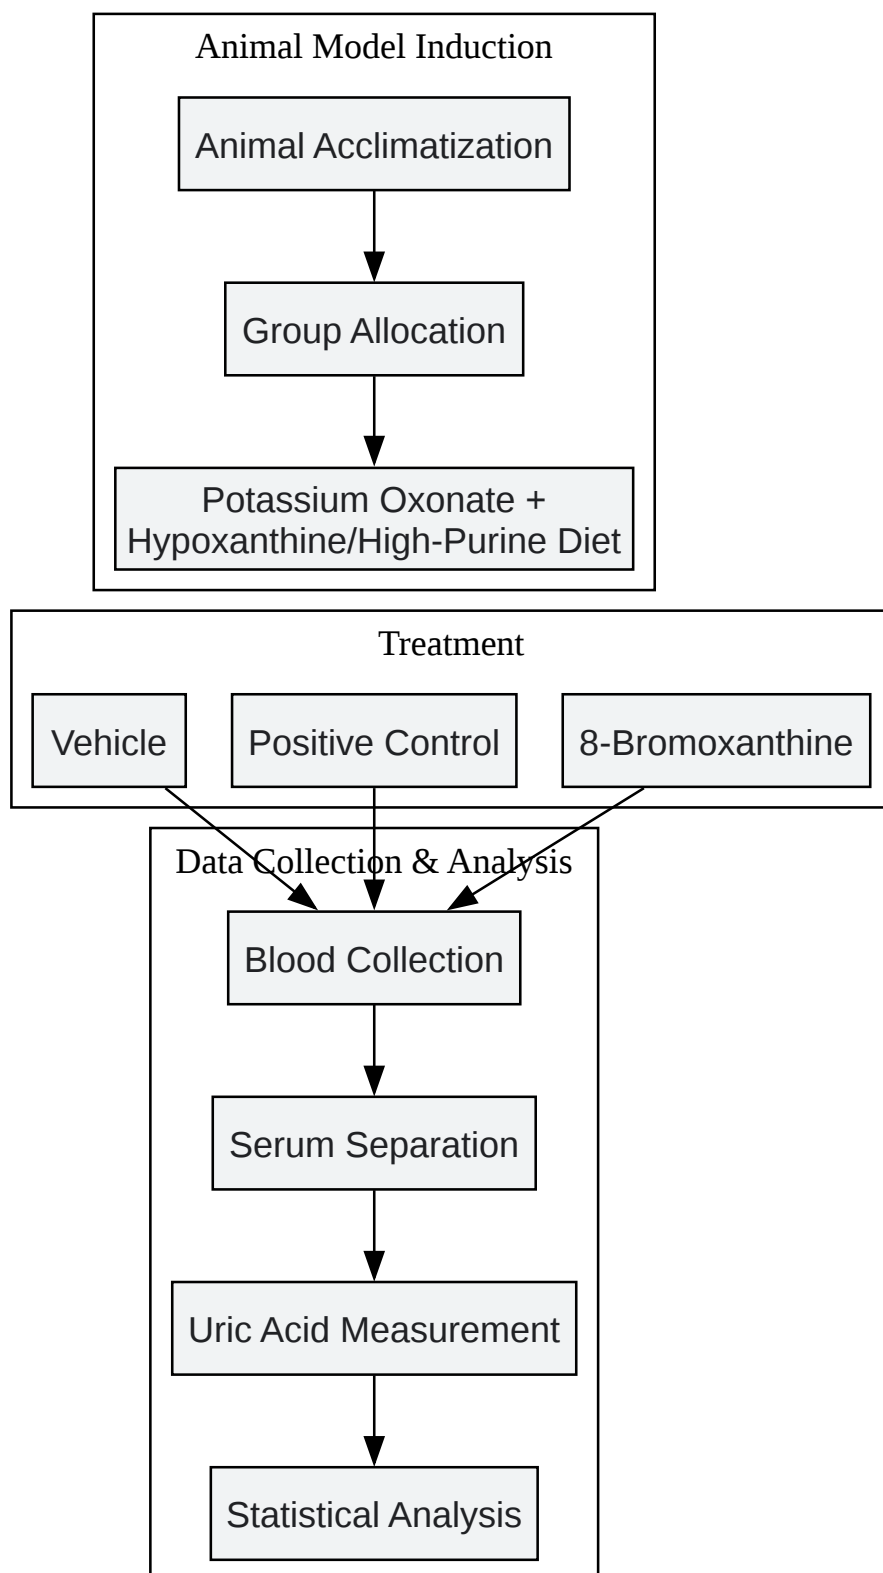 Animal Model Induction
Animal Acclimatization
Group Allocation
Potassium Oxonate +
Hypoxanthine/High-Purine Diet
Treatment
Vehicle
Positive Control
8-Bromoxanthine
Data Collection & Analysis
Blood Collection
Serum Separation
Uric Acid Measurement
Statistical Analysis